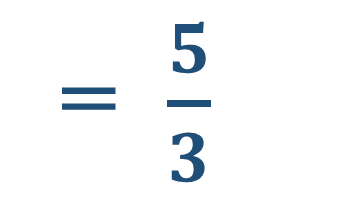 = 5/3